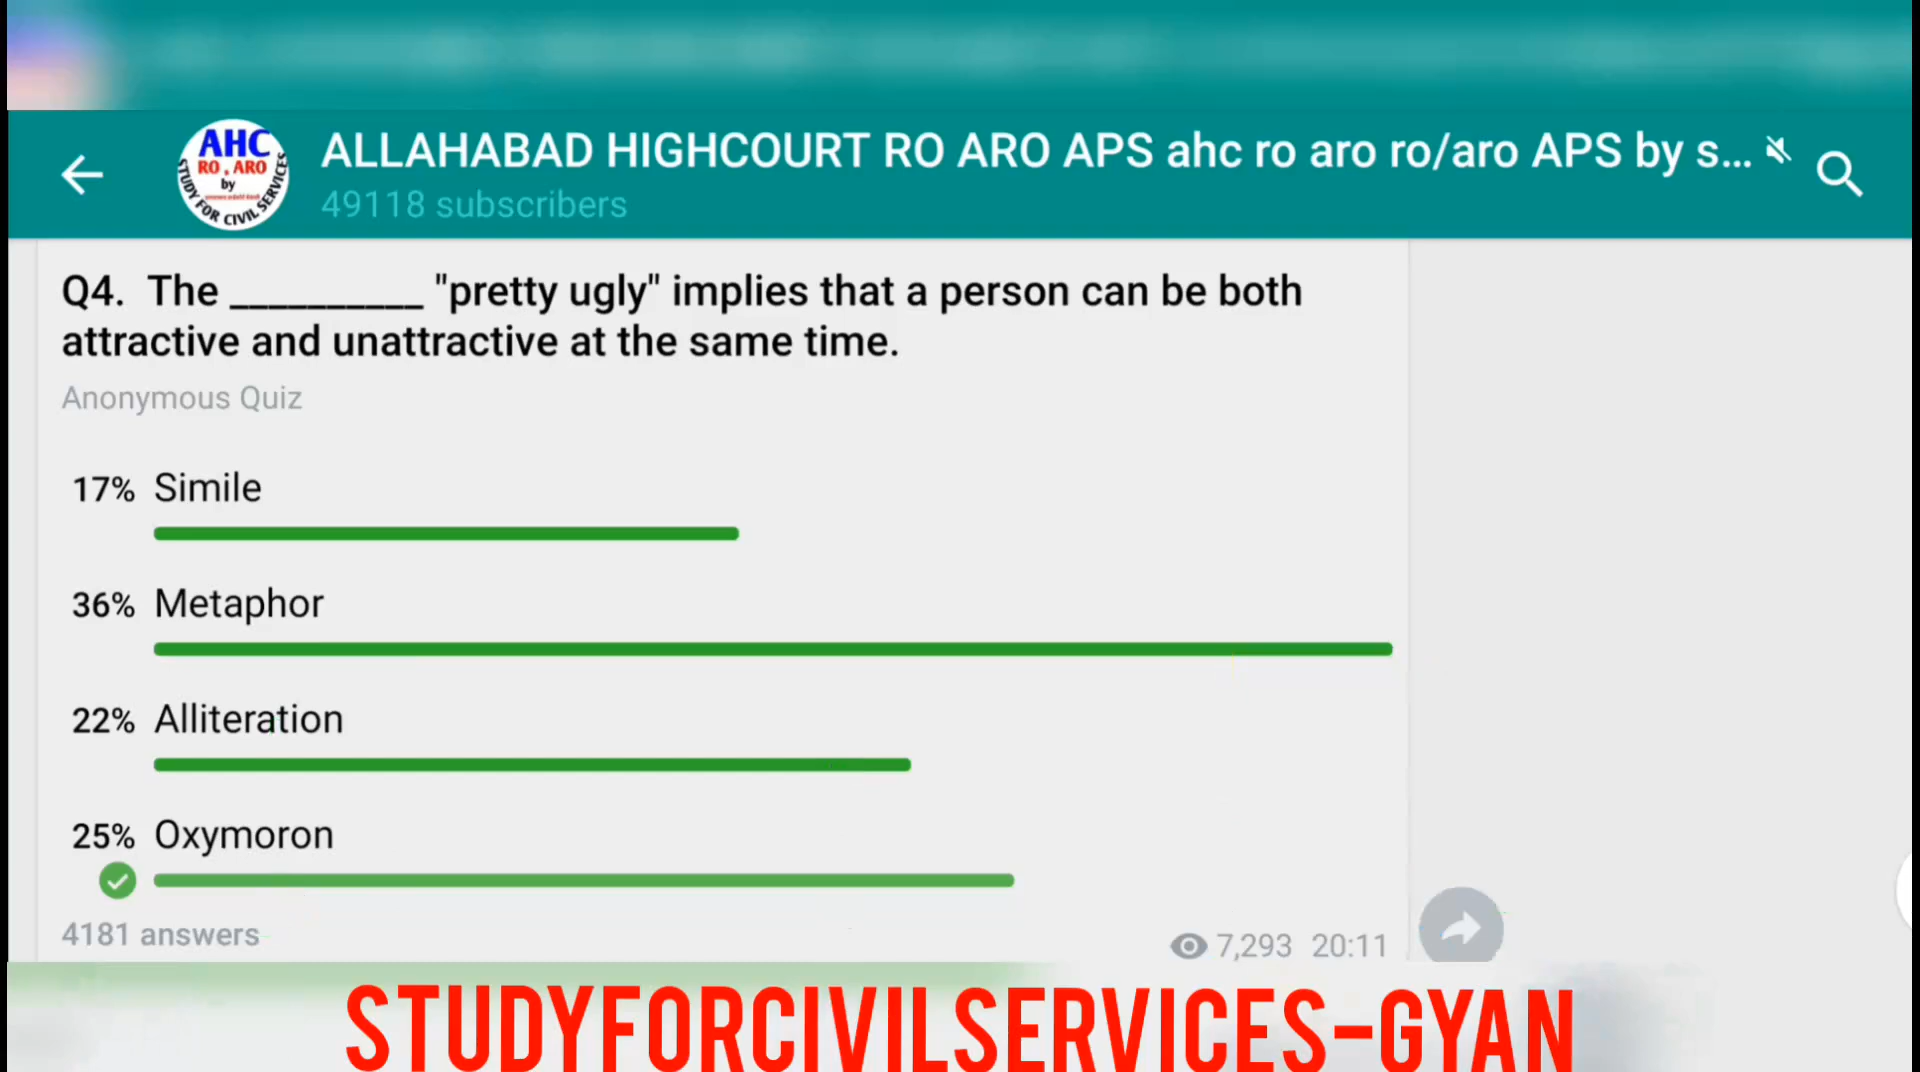 AHC
RO , ARO
by
STUDY FOR CIVIL SERVICES
ALLAHABAD HIGHCOURT RO ARO APS ahc ro aro ro/aro APS by s...
49118 subscribers
Q4. The __________ "pretty ugly" implies that a person can be both
attractive and unattractive at the same time.
Anonymous Quiz
17% Simile
36% Metaphor
22% Alliteration
25% Oxymoron
4181 answers
7,293 20:11
STUDYFORCIVILSERVICES-GYAN